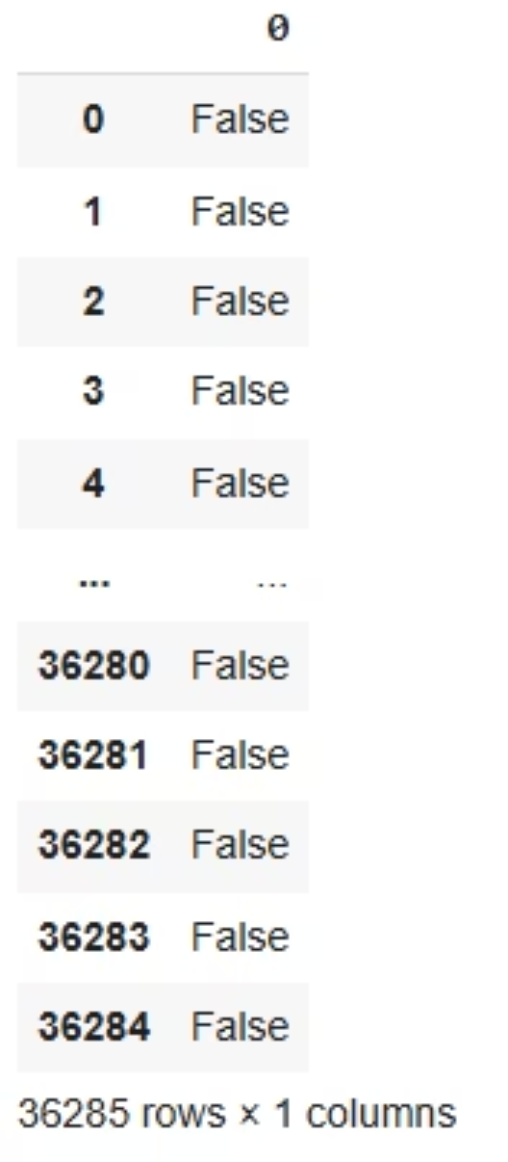 0
0 False
1 False
2 False
3 False
4 False
... ...
36280 False
36281 False
36282 False
36283 False
36284 False
36285 rows × 1 columns